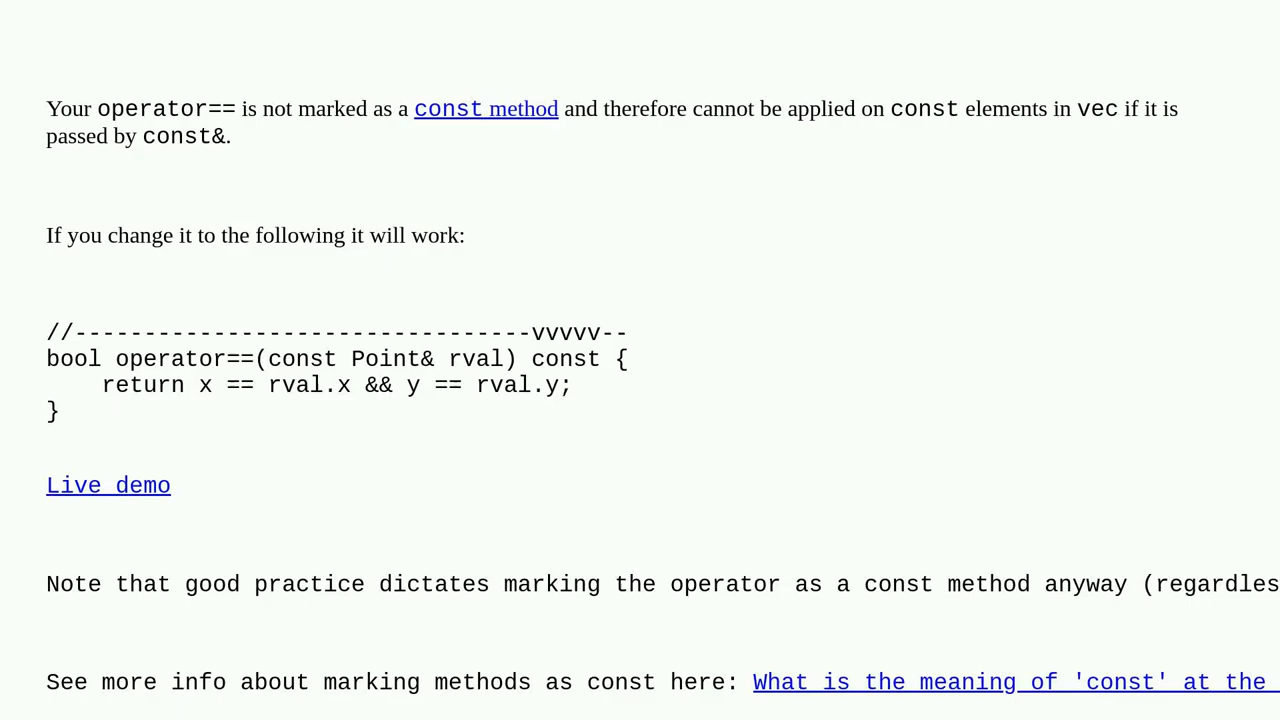 Your operator== is not marked as a const method and therefore cannot be applied on const elements in vec if it is
passed by const&.
If you change it to the following it will work:
//---------------------------------vvvvv--
bool operator==(const Point& rval) const {
    return x == rval.x && y == rval.y;
}
Live demo
Note that good practice dictates marking the operator as a const method anyway (regardles
See more info about marking methods as const here: What is the meaning of 'const' at the